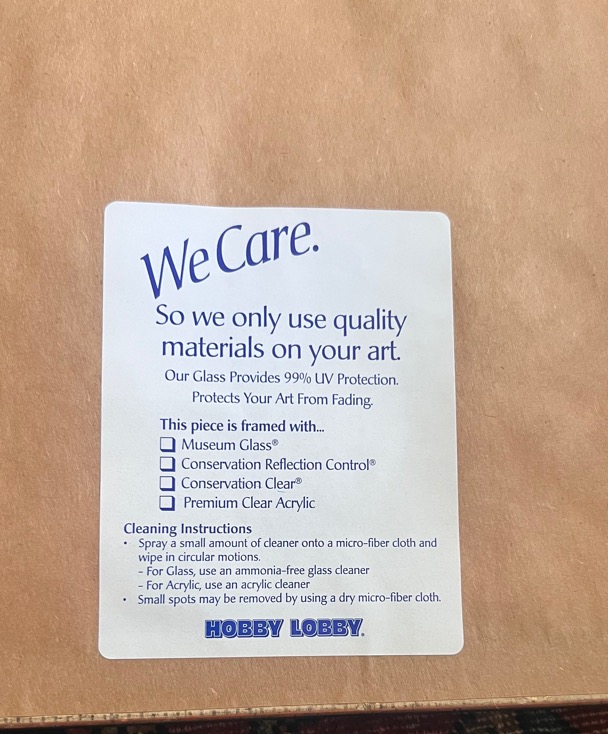 We Care.
So we only use quality
materials on your art.
Our Glass Provides 99% UV Protection.
Protects Your Art From Fading.
This piece is framed with...
❑ Museum Glass®
❑ Conservation Reflection Control®
❑ Conservation Clear®
❑ Premium Clear Acrylic
Cleaning Instructions
• Spray a small amount of cleaner onto a micro-fiber cloth and
wipe in circular motions.
- For Glass, use an ammonia-free glass cleaner
- For Acrylic, use an acrylic cleaner
• Small spots may be removed by using a dry micro-fiber cloth.
HOBBY LOBBY®